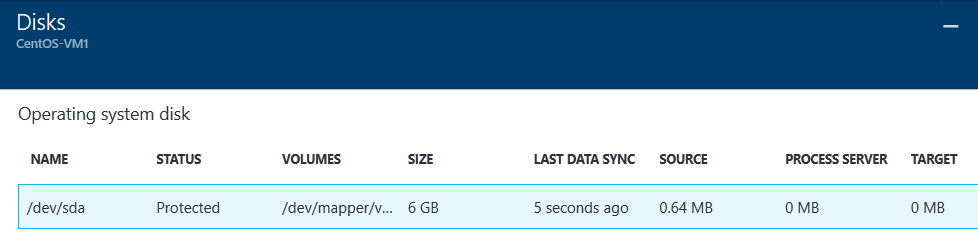 Disks
CentOS-VM1
Operating system disk
NAME STATUS VOLUMES SIZE LAST DATA SYNC SOURCE PROCESS SERVER TARGET
/dev/sda Protected /dev/mapper/v... 6 GB 5 seconds ago 0.64 MB 0 MB 0 MB